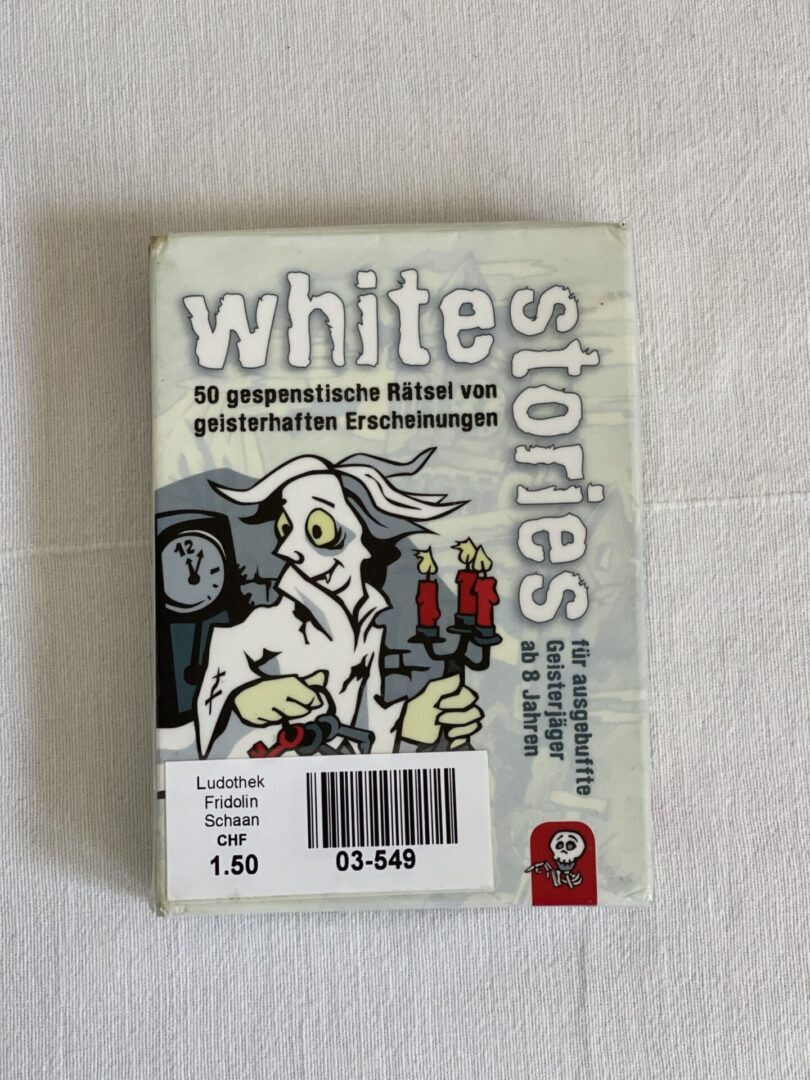 white
stories
50 gespenstische Rätsel von
geisterhaften Erscheinungen
12
für ausgebuffte
Geisterjäger
ab 8 Jahren
Ludothek
Fridolin
Schaan
CHF
1.50
03-549